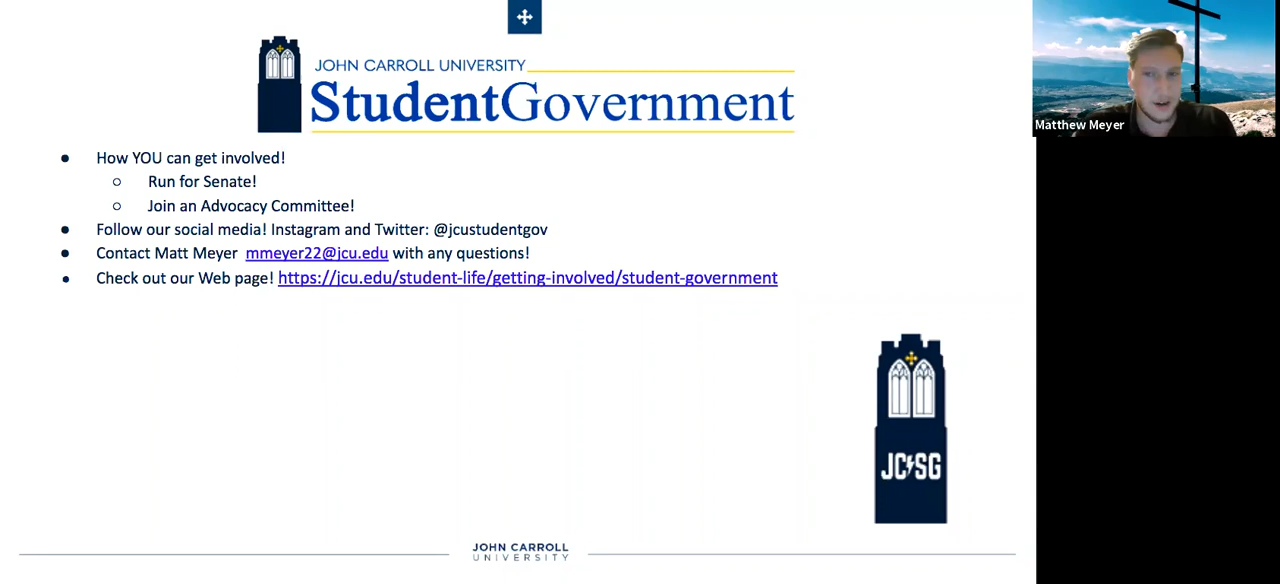 JOHN CARROLL UNIVERSITY
StudentGovernment
Matthew Meyer
● How YOU can get involved!
○ Run for Senate!
○ Join an Advocacy Committee!
● Follow our social media! Instagram and Twitter: @jcustudentgov
● Contact Matt Meyer mmeyer22@jcu.edu with any questions!
● Check out our Web page! https://jcu.edu/student-life/getting-involved/student-government
JC⚡SG
JOHN CARROLL
UNIVERSITY